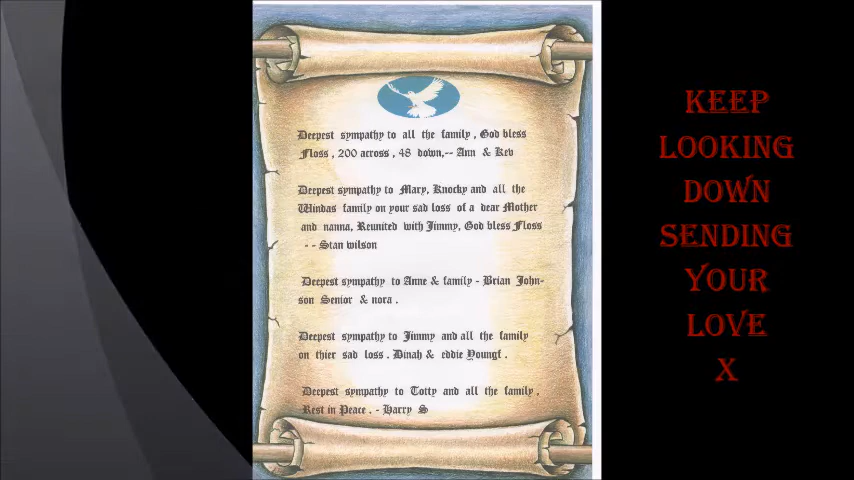 Deepest sympathy to all the family , God bless
Floss , 200 across , 48 down,-- Ann & Kev
Deepest sympathy to Mary, Knocky and all the
Windas family on your sad loss of a dear Mother
and nanna, Reunited with Jimmy, God bless Floss
- - Stan wilson
Deepest sympathy to Anne & family - Brian John-
son Senior & nora .
Deepest sympathy to Jimmy and all the family
on thier sad loss . Dinah & eddie Youngf .
Deepest sympathy to Totty and all the family ,
Rest in Peace . - Harry S
KEEP
LOOKING
DOWN
SENDING
YOUR
LOVE
X